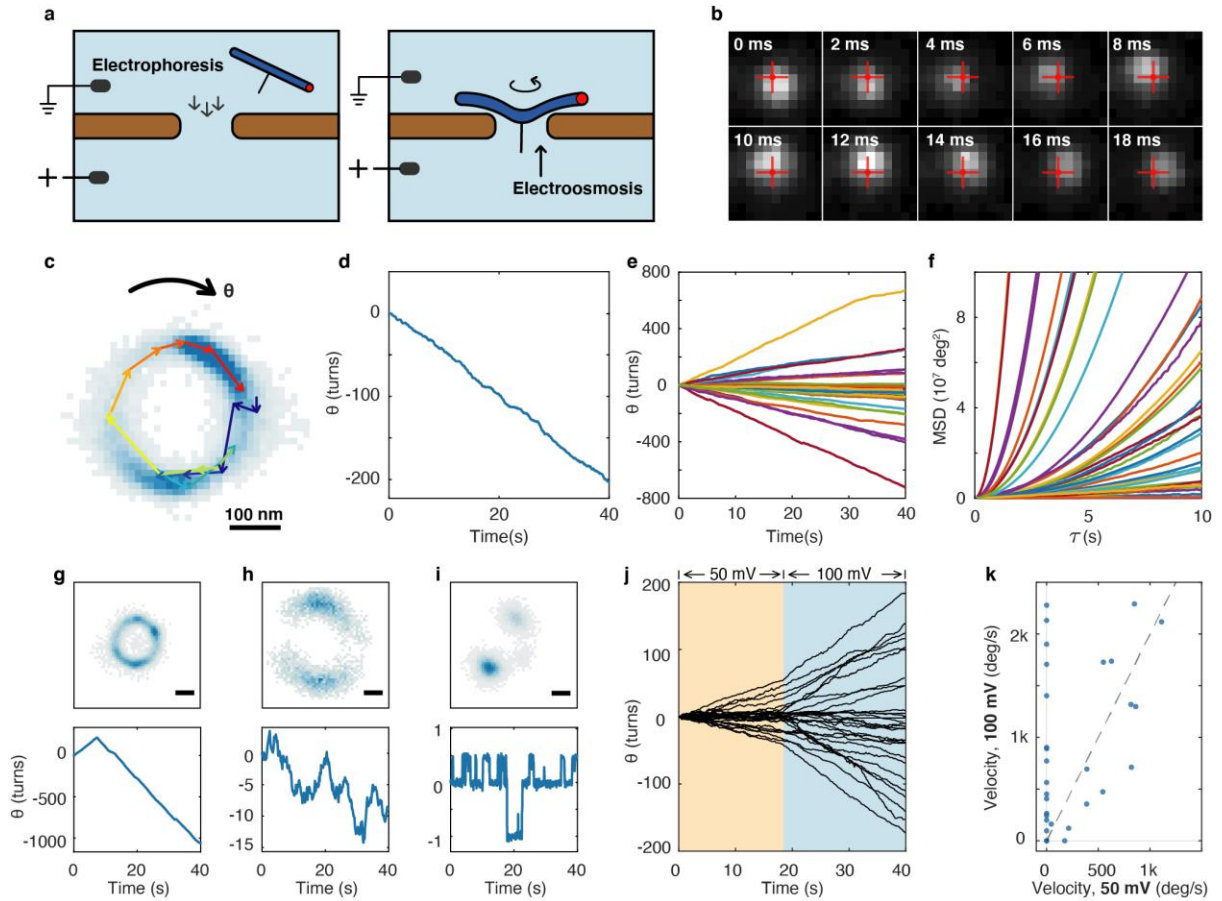 a
Electrophoresis
+
+
Electroosmosis
b
0 ms
2 ms
4 ms
6 ms
8 ms
10 ms
12 ms
14 ms
16 ms
18 ms
c
θ
100 nm
d
0
-100
-200
θ (turns)
0
20
40
Time(s)
e
800
400
0
-400
-800
θ (turns)
0
10
20
30
40
Time(s)
f
8
4
0
MSD (10⁷ deg²)
0
5
10
τ(s)
g
0
-500
-1000
θ (turns)
0
20
40
Time (s)
h
0
-5
-10
-15
0
20
40
Time (s)
i
1
0
-1
0
20
40
Time (s)
j
50 mV
100 mV
200
100
0
-100
-200
θ (turns)
0
10
20
30
40
Time (s)
k
2k
1k
0
Velocity, 100 mV (deg/s)
0
500
1k
Velocity, 50 mV (deg/s)